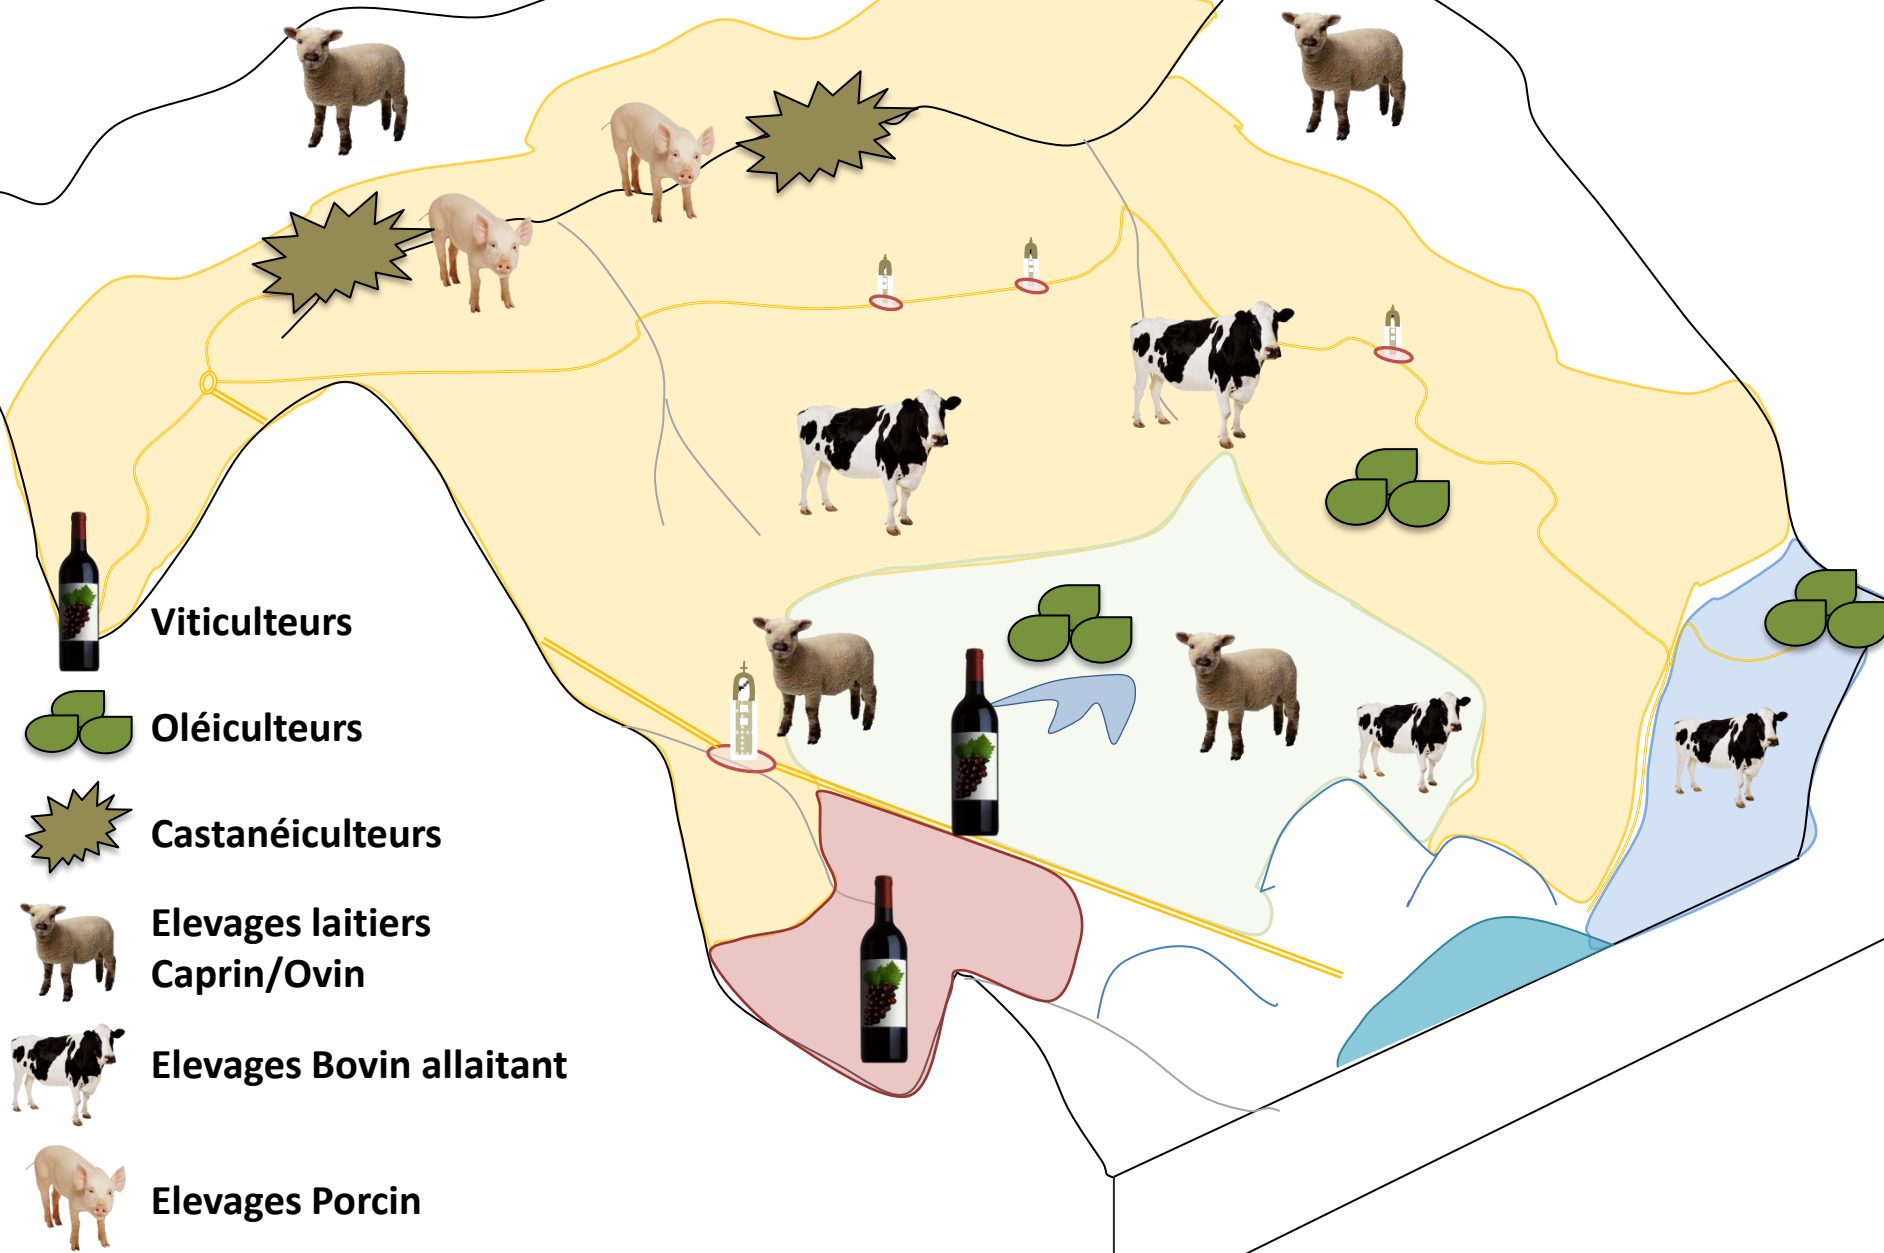 Viticulteurs
Oléiculteurs
Castanéiculteurs
Elevages laitiers
Caprin/Ovin
Elevages Bovin allaitant
Elevages Porcin